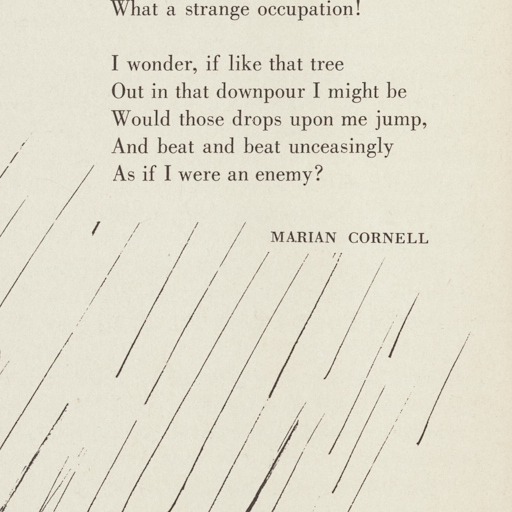 What a strange occupation!
I wonder, if like that tree
Out in that downpour I might be
Would those drops upon me jump,
And beat and beat unceasingly
As if I were an enemy?
MARIAN CORNELL